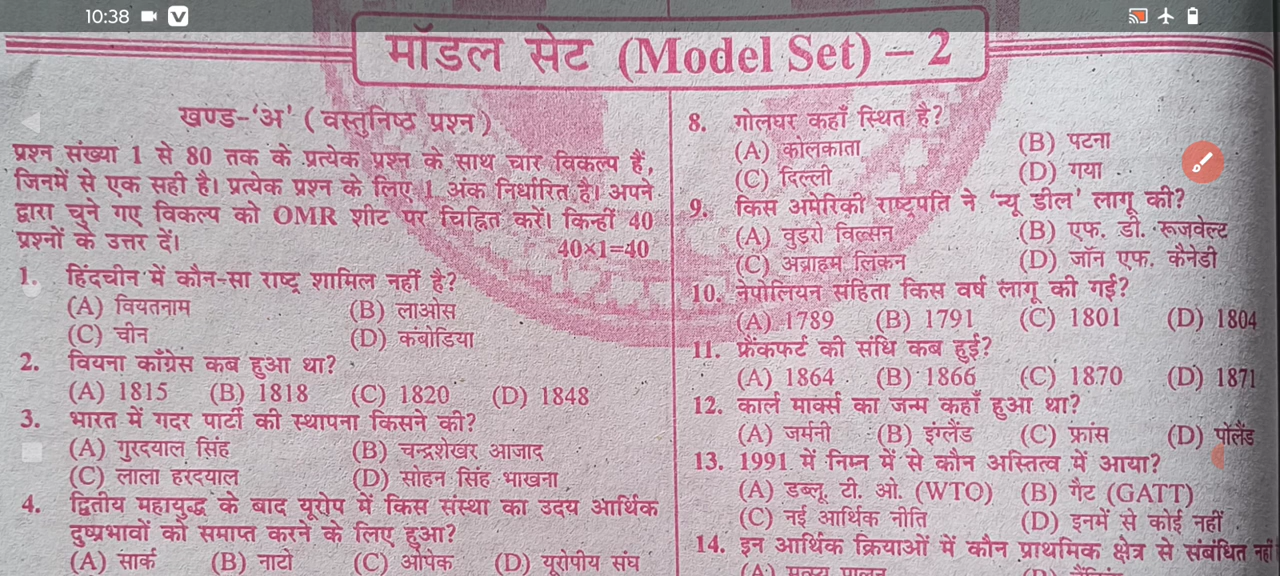 10:38
मॉडल सेट (Model Set) – 2
खण्ड-‘अ’ ( वस्तुनिष्ठ प्रश्न )
प्रश्न संख्या 1 से 80 तक के प्रत्येक प्रश्न के साथ चार विकल्प हैं,
जिनमें से एक सही है। प्रत्येक प्रश्न के लिए 1 अंक निर्धारित है। अपने
द्वारा चुने गए विकल्प को OMR शीट पर चिह्नित करें। किन्हीं 40
प्रश्नों के उत्तर दें। 40×1=40
1. हिंदचीन में कौन-सा राष्ट्र शामिल नहीं है?
(A) वियतनाम (B) लाओस
(C) चीन (D) कंबोडिया
2. वियना काँग्रेस कब हुआ था?
(A) 1815 (B) 1818 (C) 1820 (D) 1848
3. भारत में गदर पार्टी की स्थापना किसने की?
(A) गुरदयाल सिंह (B) चन्द्रशेखर आजाद
(C) लाला हरदयाल (D) सोहन सिंह भाखना
4. द्वितीय महायुद्ध के बाद यूरोप में किस संस्था का उदय आर्थिक
दुष्प्रभावों को समाप्त करने के लिए हुआ?
(A) सार्क (B) नाटो (C) ओपेक (D) यूरोपीय संघ
8. गोलघर कहाँ स्थित है?
(A) कोलकाता (B) पटना
(C) दिल्ली (D) गया
9. किस अमेरिकी राष्ट्रपति ने ‘न्यू डील’ लागू की?
(A) वुडरो विल्सन (B) एफ. डी. रूजवेल्ट
(C) अब्राहम लिंकन (D) जॉन एफ. कैनेडी
10. नेपोलियन संहिता किस वर्ष लागू की गई?
(A) 1789 (B) 1791 (C) 1801 (D) 1804
11. फ्रैंकफर्ट की संधि कब हुई?
(A) 1864 (B) 1866 (C) 1870 (D) 1871
12. कार्ल मार्क्स का जन्म कहाँ हुआ था?
(A) जर्मनी (B) इंग्लैंड (C) फ्रांस (D) पोलैंड
13. 1991 में निम्न में से कौन अस्तित्व में आया?
(A) डब्लू. टी. ओ. (WTO) (B) गैट (GATT)
(C) नई आर्थिक नीति (D) इनमें से कोई नहीं
14. इन आर्थिक क्रियाओं में कौन प्राथमिक क्षेत्र से संबंधित नहीं
(A) मत्स्य पालन